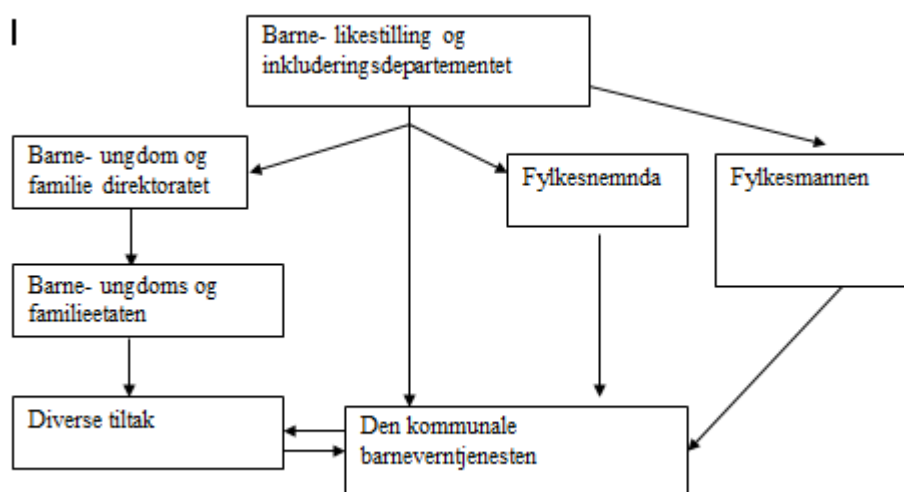 Barne- likestilling og
inkluderingsdepartementet
Barne- ungdom og
familie direktoratet
Fylkesnemnda
Fylkesmannen
Barne- ungdoms og
familieetaten
Diverse tiltak
Den kommunale
barneverntjenesten